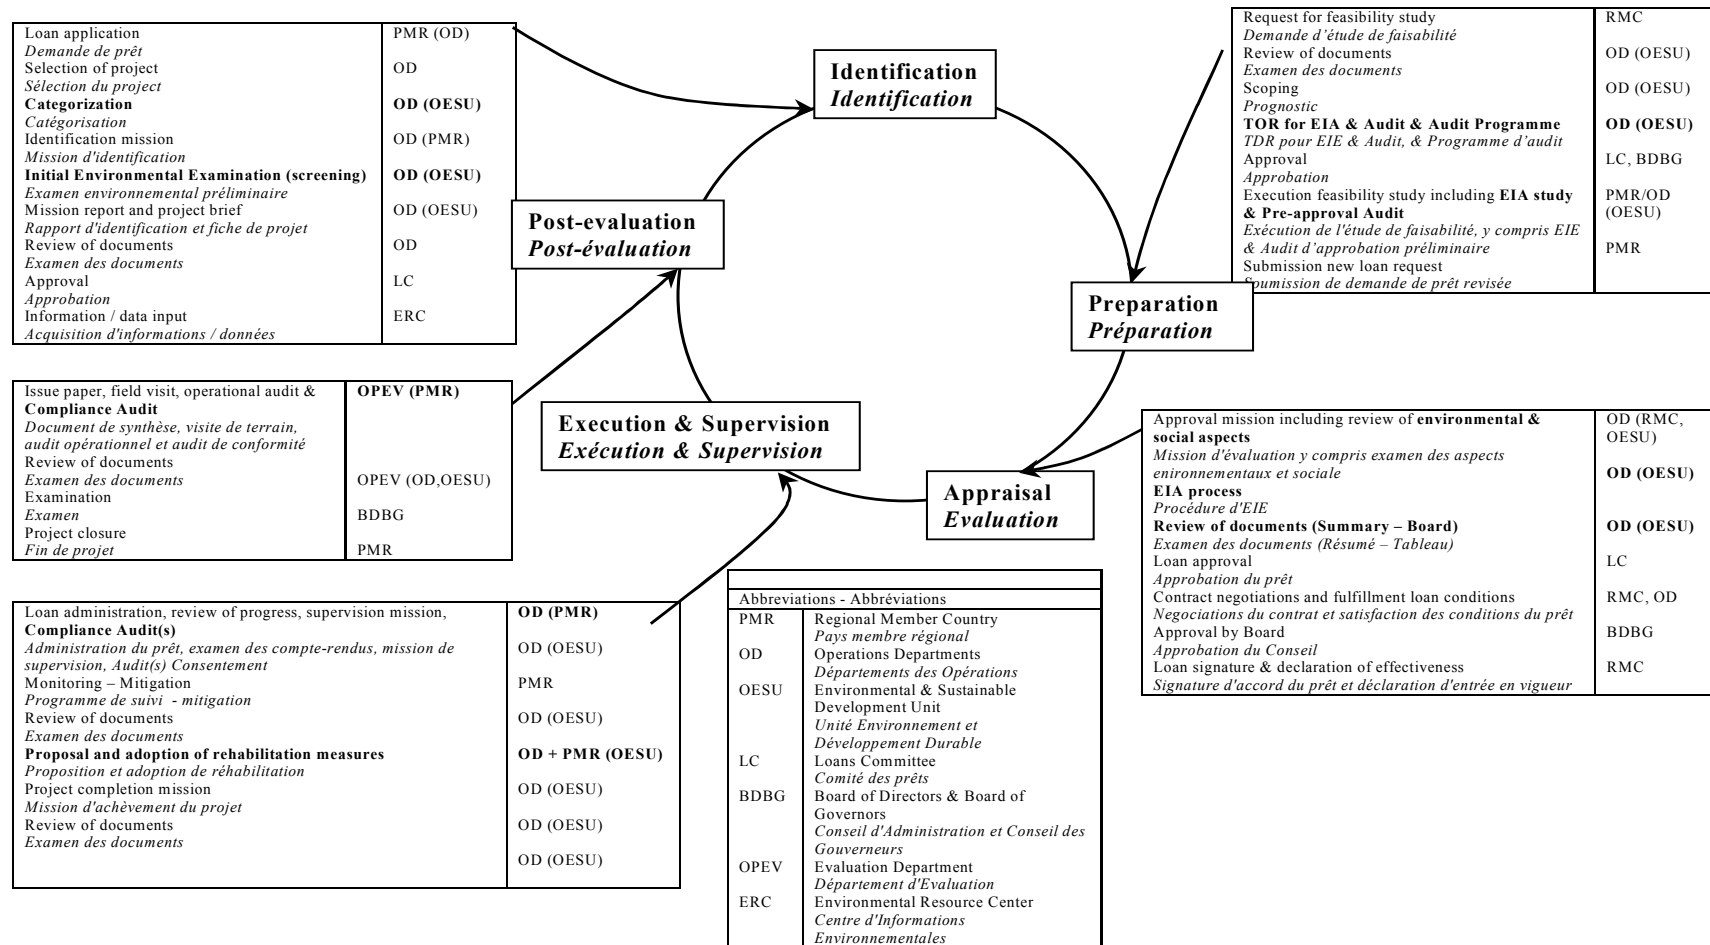 Loan application PMR (OD)
Demande de prêt
Selection of project OD
Sélection du project
Categorization OD (OESU)
Catégorisation
Identification mission OD (PMR)
Mission d'identification
Initial Environmental Examination (screening) OD (OESU)
Examen environnemental préliminaire
Mission report and project brief OD (OESU)
Rapport d'identification et fiche de projet
Review of documents OD
Examen des documents
Approval LC
Approbation
Information / data input ERC
Acquisition d'informations / données
Identification
Identification
Request for feasibility study RMC
Demande d'étude de faisabilité
Review of documents OD (OESU)
Examen des documents
Scoping OD (OESU)
Prognostic
TOR for EIA & Audit & Audit Programme OD (OESU)
TDR pour EIE & Audit, & Programme d'audit
Approval LC, BDBG
Approbation
Execution feasibility study including EIA study PMR/OD
& Pre-approval Audit (OESU)
Exécution de l'étude de faisabilité, y compris EIE
& Audit d'approbation préliminaire PMR
Submission new loan request
Soumission de demande de prêt revisée
Post-evaluation
Post-évaluation
Preparation
Préparation
Issue paper, field visit, operational audit & OPEV (PMR)
Compliance Audit
Document de synthèse, visite de terrain,
audit opérationnel et audit de conformité
Review of documents
Examen des documents OPEV (OD,OESU)
Examination
Examen BDBG
Project closure
Fin de projet PMR
Execution & Supervision
Exécution & Supervision
Appraisal
Evaluation
Approval mission including review of environmental & OD (RMC,
social aspects OESU)
Mission d'évaluation y compris examen des aspects
enironnementaux et sociale OD (OESU)
EIA process
Procédure d'EIE
Review of documents (Summary – Board) OD (OESU)
Examen des documents (Résumé – Tableau)
Loan approval LC
Approbation du prêt
Contract negotiations and fulfillment loan conditions RMC, OD
Negociations du contrat et satisfaction des conditions du prêt
Approval by Board BDBG
Approbation du Conseil
Loan signature & declaration of effectiveness RMC
Signature d'accord du prêt et déclaration d'entrée en vigueur
Loan administration, review of progress, supervision mission, OD (PMR)
Compliance Audit(s)
Administration du prêt, examen des compte-rendus, mission de OD (OESU)
supervision, Audit(s) Consentement
Monitoring – Mitigation PMR
Programme de suivi - mitigation
Review of documents OD (OESU)
Examen des documents
Proposal and adoption of rehabilitation measures OD + PMR (OESU)
Proposition et adoption de réhabilitation
Project completion mission OD (OESU)
Mission d'achèvement du projet
Review of documents OD (OESU)
Examen des documents
OD (OESU)
Abbreviations - Abbréviations
PMR Regional Member Country
Pays membre régional
OD Operations Departments
Départements des Opérations
OESU Environmental & Sustainable
Development Unit
Unité Environnement et
Développement Durable
LC Loans Committee
Comité des prêts
BDBG Board of Directors & Board of
Governors
Conseil d'Administration et Conseil des
Gouverneurs
OPEV Evaluation Department
Département d'Evaluation
ERC Environmental Resource Center
Centre d'Informations
Environnementales